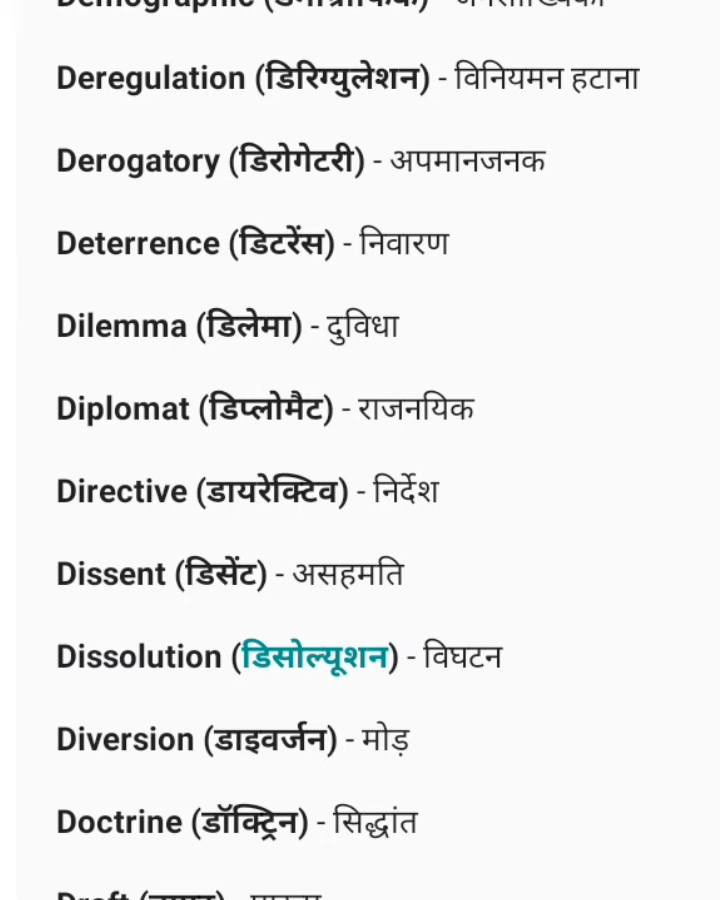 Deregulation (डिरिग्युलेशन) - विनियमन हटाना
Derogatory (डिरोगेटरी) - अपमानजनक
Deterrence (डिटरेंस) - निवारण
Dilemma (डिलेमा) - दुविधा
Diplomat (डिप्लोमैट) - राजनयिक
Directive (डायरेक्टिव) - निर्देश
Dissent (डिसेंट) - असहमति
Dissolution (डिसोल्यूशन) - विघटन
Diversion (डाइवर्जन) - मोड़
Doctrine (डॉक्ट्रिन) - सिद्धांत